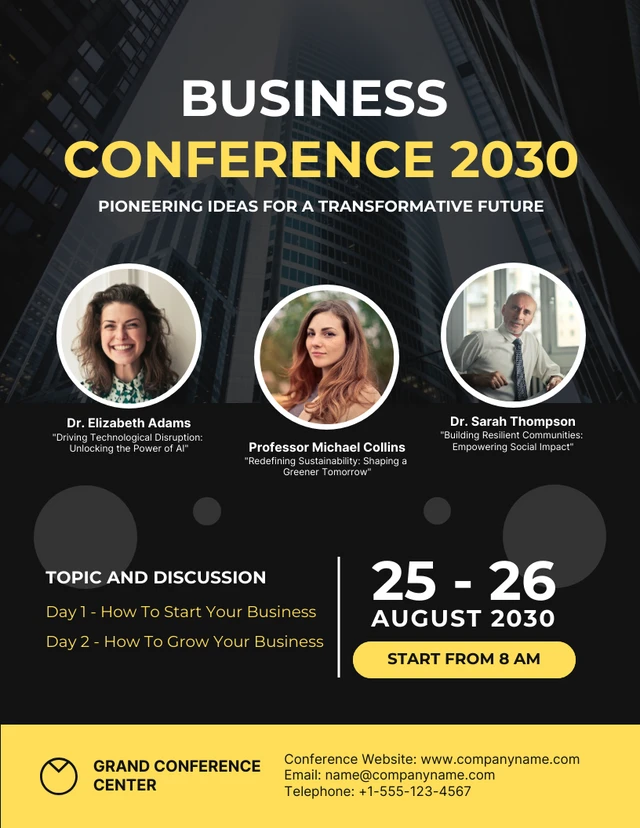 BUSINESS
CONFERENCE 2030
PIONEERING IDEAS FOR A TRANSFORMATIVE FUTURE
Dr. Elizabeth Adams
"Driving Technological Disruption:
Unlocking the Power of AI"
Professor Michael Collins
"Redefining Sustainability: Shaping a
Greener Tomorrow"
Dr. Sarah Thompson
"Building Resilient Communities:
Empowering Social Impact"
TOPIC AND DISCUSSION
Day 1 - How To Start Your Business
Day 2 - How To Grow Your Business
25 - 26
AUGUST 2030
START FROM 8 AM
GRAND CONFERENCE
CENTER
Conference Website: www.companyname.com
Email: name@companyname.com
Telephone: +1-555-123-4567